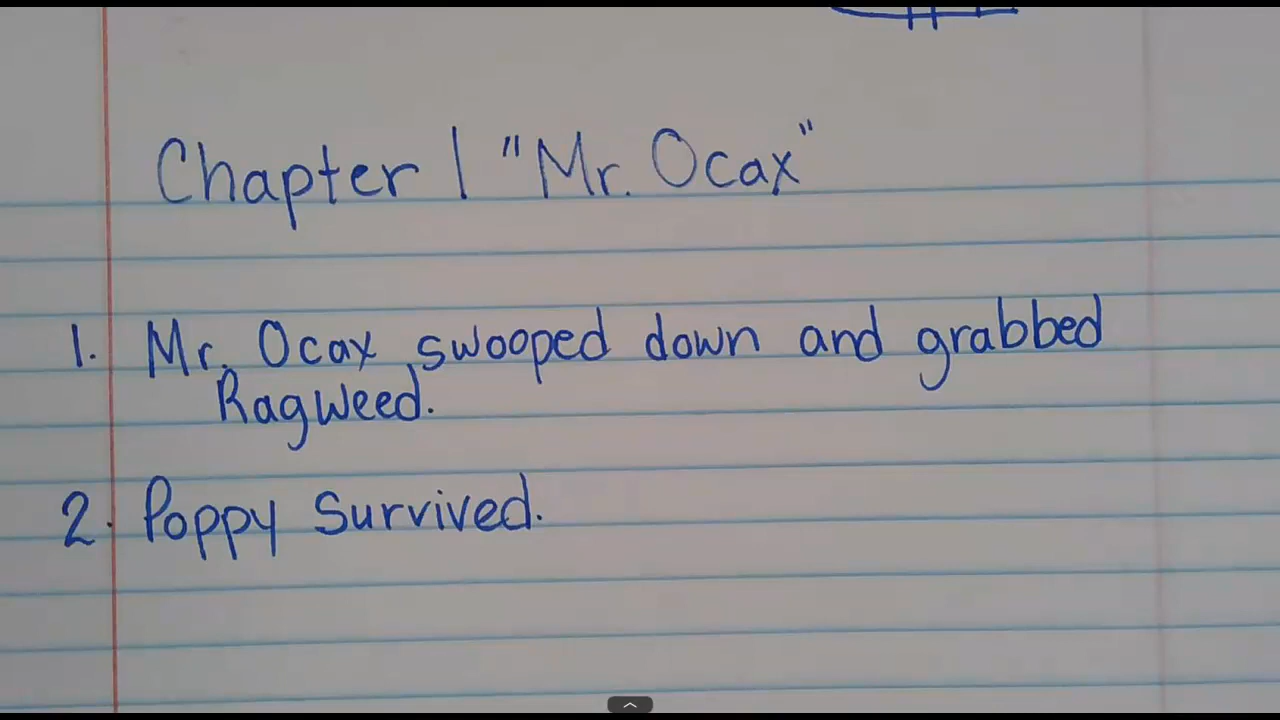 Chapter 1 "Mr. Ocax"
1. Mr. Ocax swooped down and grabbed
Ragweed.
2. Poppy Survived.